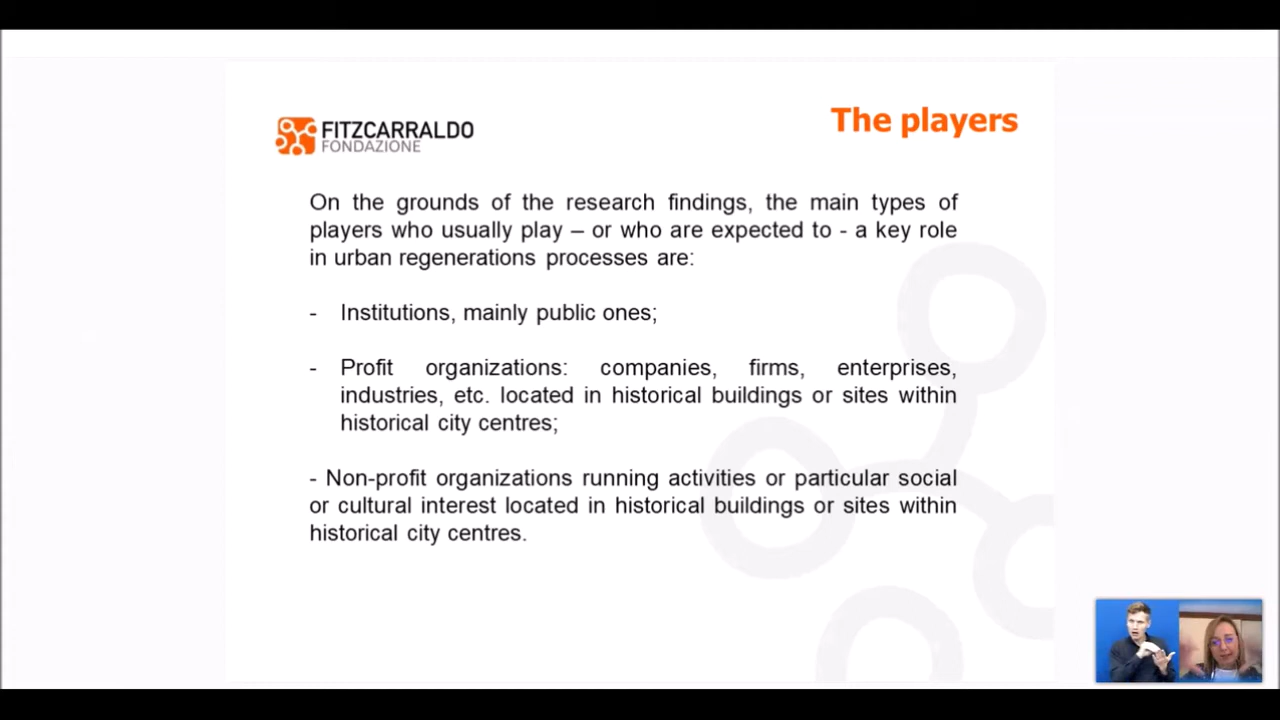 FITZCARRALDO
FONDAZIONE
The players
On the grounds of the research findings, the main types of
players who usually play – or who are expected to - a key role
in urban regenerations processes are:
- Institutions, mainly public ones;
- Profit organizations: companies, firms, enterprises,
industries, etc. located in historical buildings or sites within
historical city centres;
- Non-profit organizations running activities or particular social
or cultural interest located in historical buildings or sites within
historical city centres.